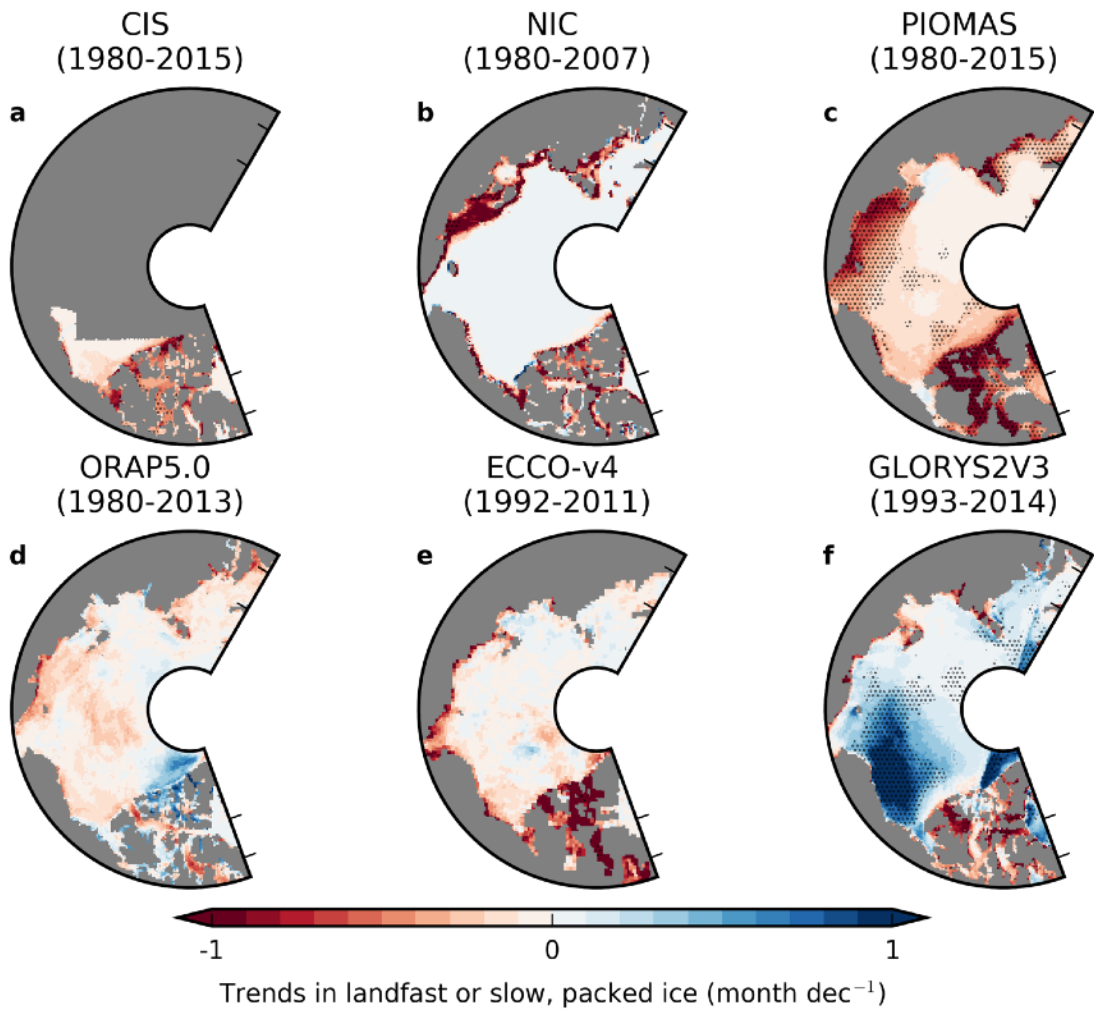 CIS
(1980-2015)
NIC
(1980-2007)
PIOMAS
(1980-2015)
a
b
c
ORAP5.0
(1980-2013)
ECCO-v4
(1992-2011)
GLORYS2V3
(1993-2014)
d
e
f
-1
0
1
Trends in landfast or slow, packed ice (month dec⁻¹)